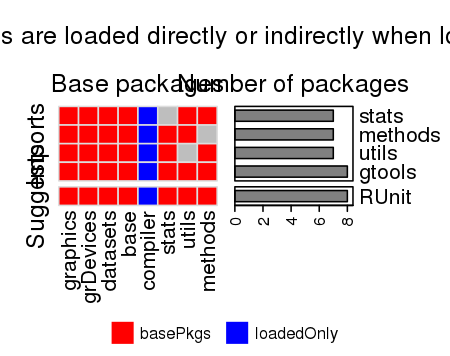 s are loaded directly or indirectly when lo
Base packages
Number of packages
Imports
Suggests
stats
methods
utils
gtools
RUnit
graphics
grDevices
datasets
base
compiler
stats
utils
methods
0
2
4
6
8
basePkgs
loadedOnly